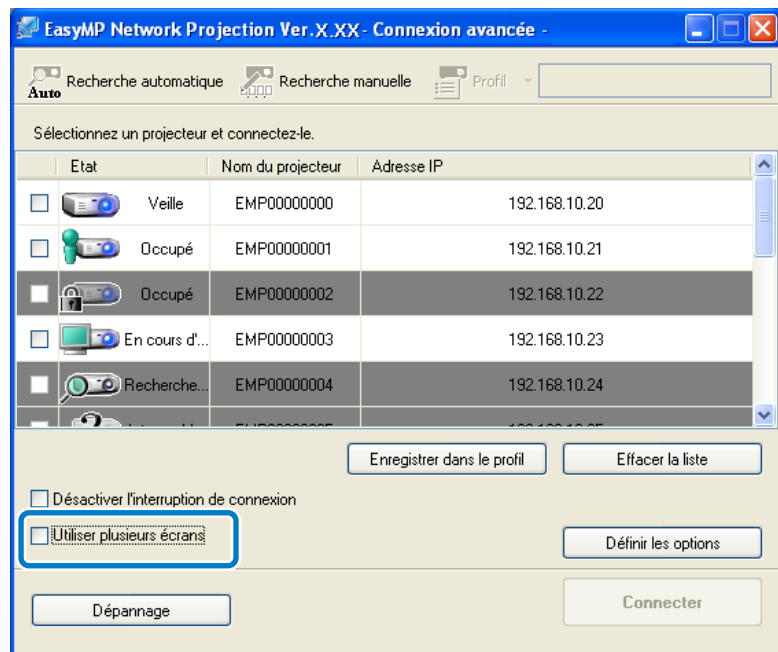 EasyMP Network Projection Ver.X.XX - Connexion avancée -
Auto Recherche automatique Recherche manuelle Profil
Sélectionnez un projecteur et connectez-le.
Etat Nom du projecteur Adresse IP
Veille EMP00000000 192.168.10.20
Occupé EMP00000001 192.168.10.21
Occupé EMP00000002 192.168.10.22
En cours d'... EMP00000003 192.168.10.23
Recherche... EMP00000004 192.168.10.24
Enregistrer dans le profil Effacer la liste
Désactiver l'interruption de connexion
Utiliser plusieurs écrans
Définir les options
Dépannage Connecter